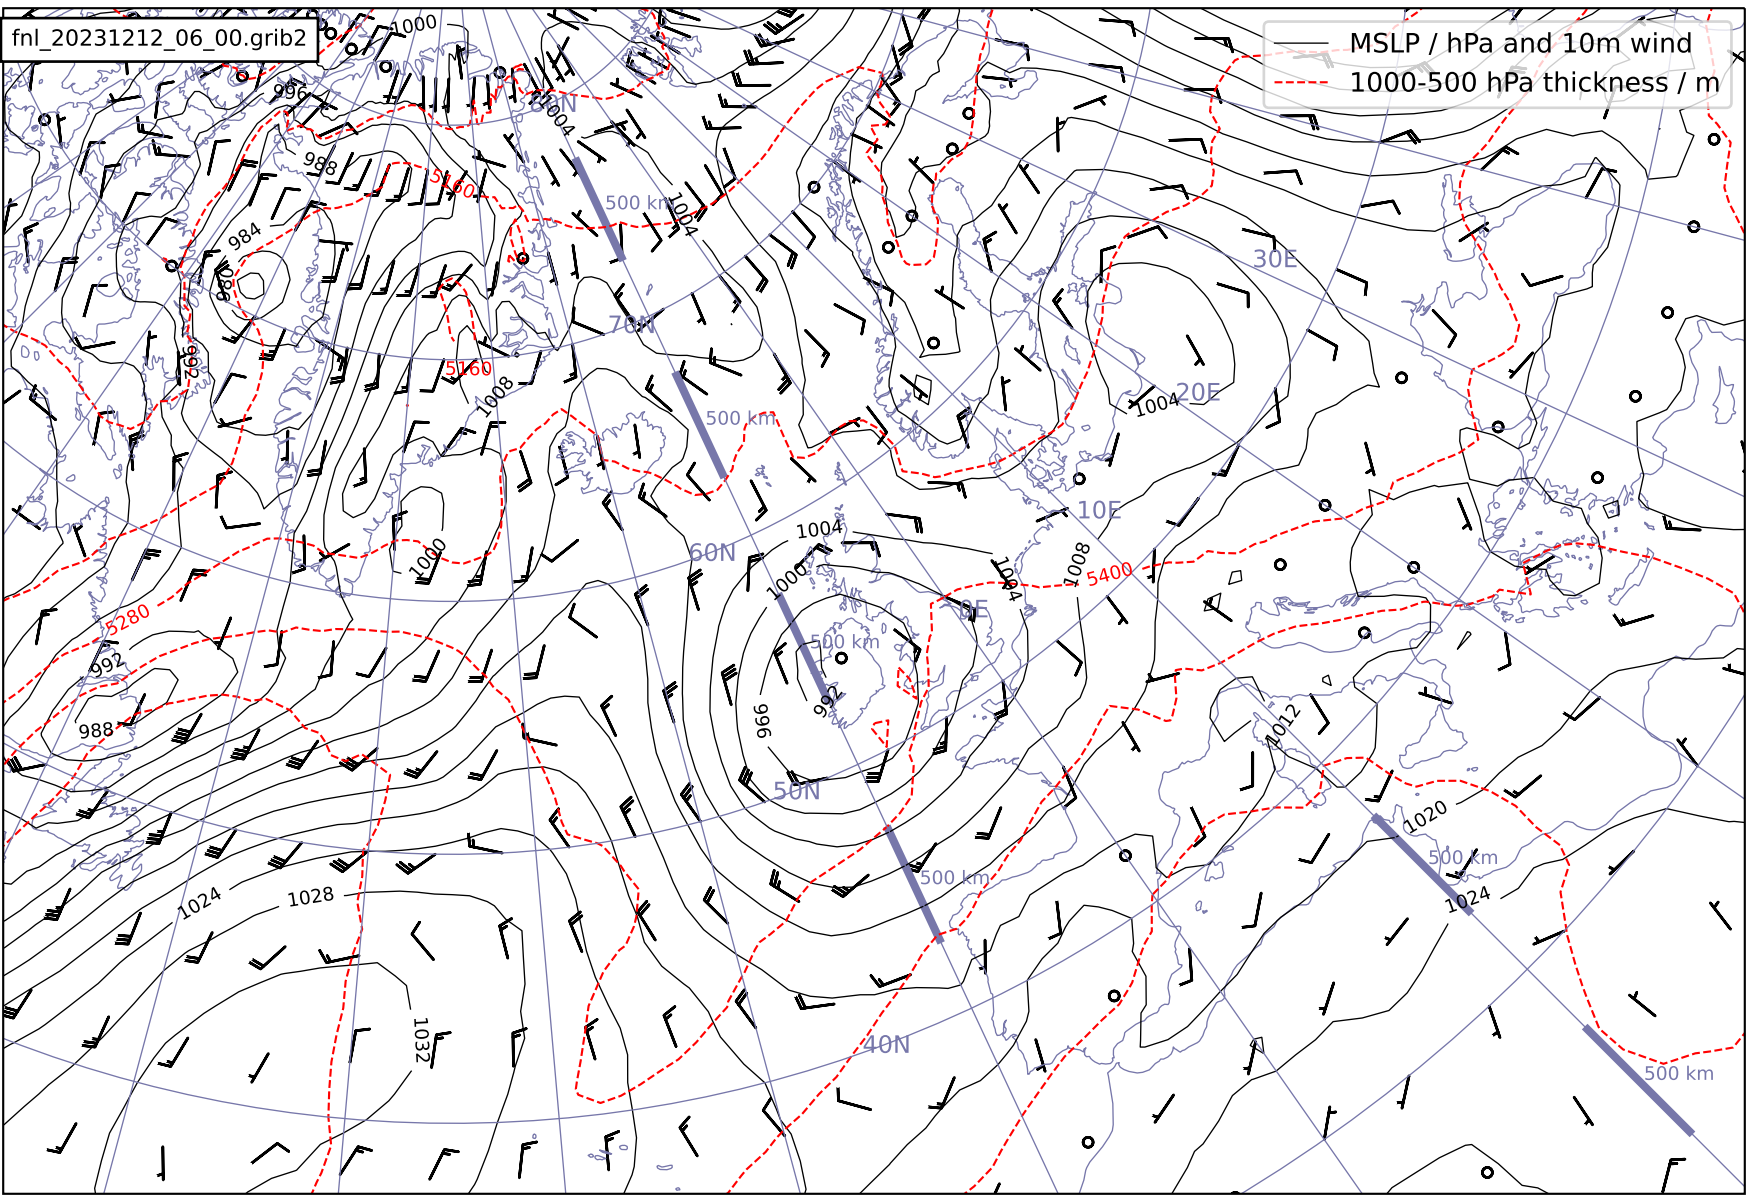 fnl_20231212_06_00.grib2
MSLP / hPa and 10m wind
1000-500 hPa thickness / m
1000
996
80N
1004
988
5160
500 km
1004
984
980
30E
70N
992
5160
1008
20E
1004
500 km
10E
1004
60N
1000
1000
1004
1008
5400
0E
5280
500 km
992
992
988
996
1012
50N
1020
500 km
500 km
1024
1028
1024
1032
40N
500 km